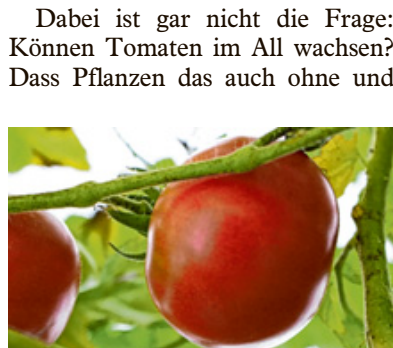 Dabei ist gar nicht die Frage:
Können Tomaten im All wachsen?
Dass Pflanzen das auch ohne und